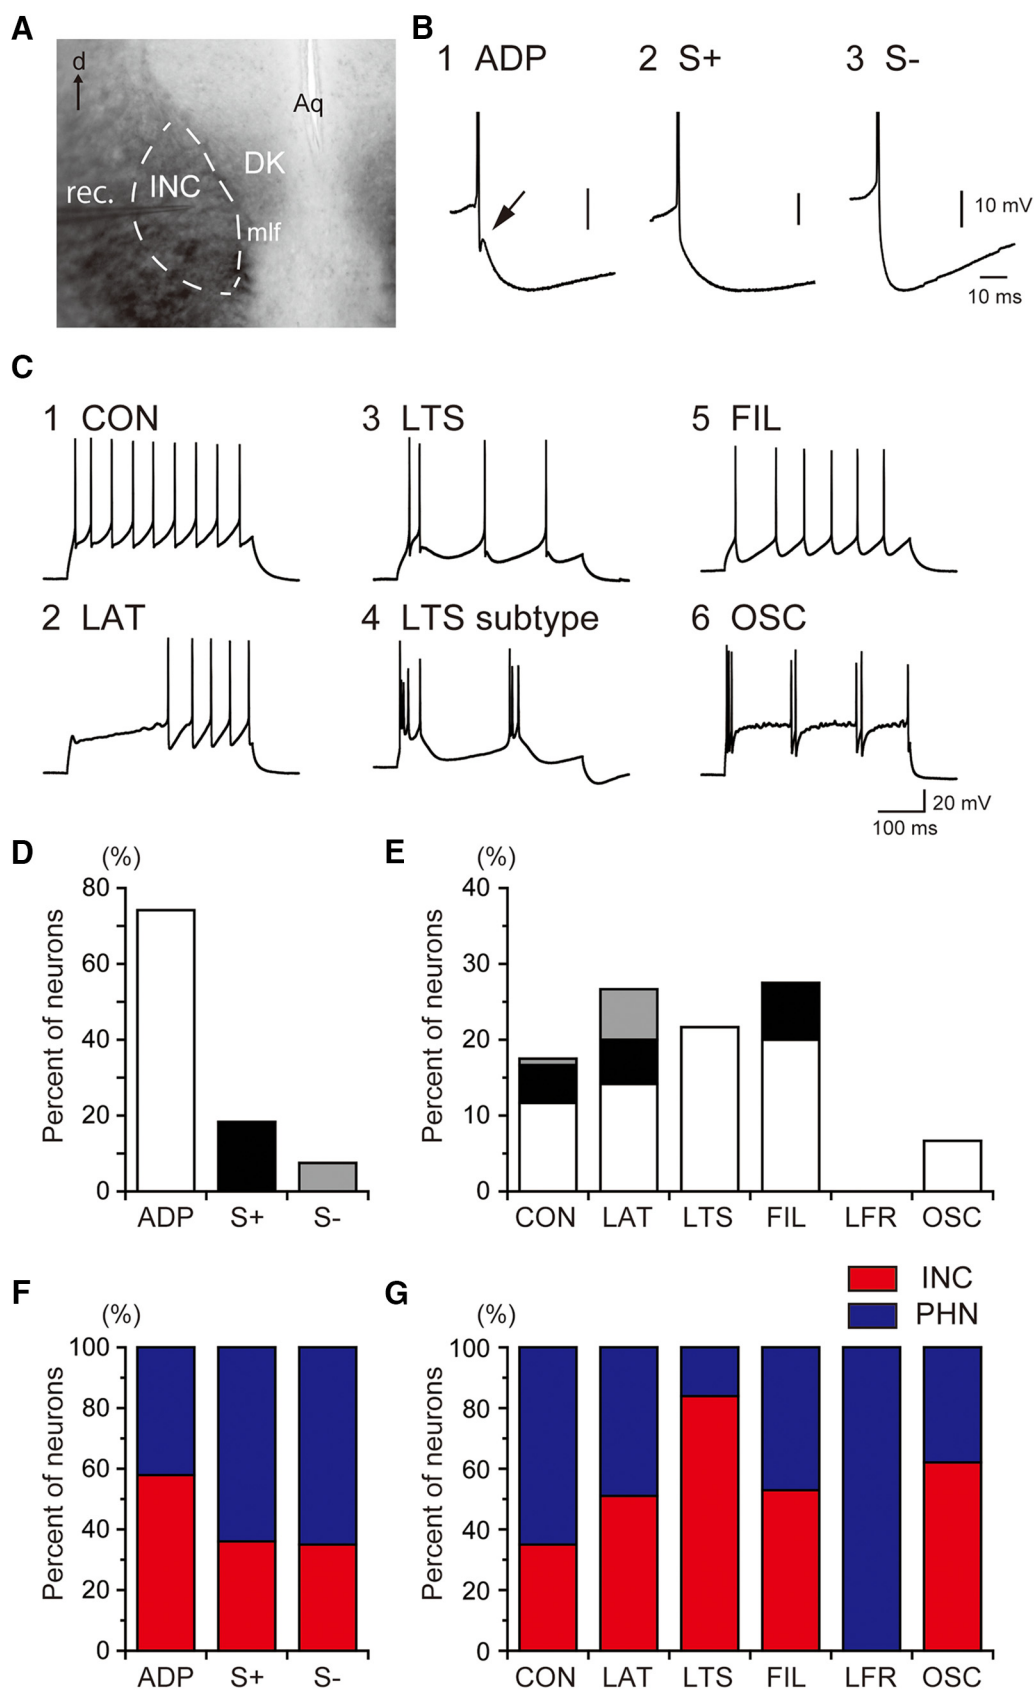 A
d
Aq
DK
INC
rec.
mlf
B
1 ADP
2 S+
3 S-
10 mV
10 ms
C
1 CON
3 LTS
5 FIL
2 LAT
4 LTS subtype
6 OSC
20 mV
100 ms
D
(%)
Percent of neurons
80
60
40
20
0
ADP S+ S-
E
(%)
Percent of neurons
40
30
20
10
0
CON LAT LTS FIL LFR OSC
INC
PHN
F
(%)
Percent of neurons
100
80
60
40
20
0
ADP S+ S-
G
(%)
Percent of neurons
100
80
60
40
20
0
CON LAT LTS FIL LFR OSC